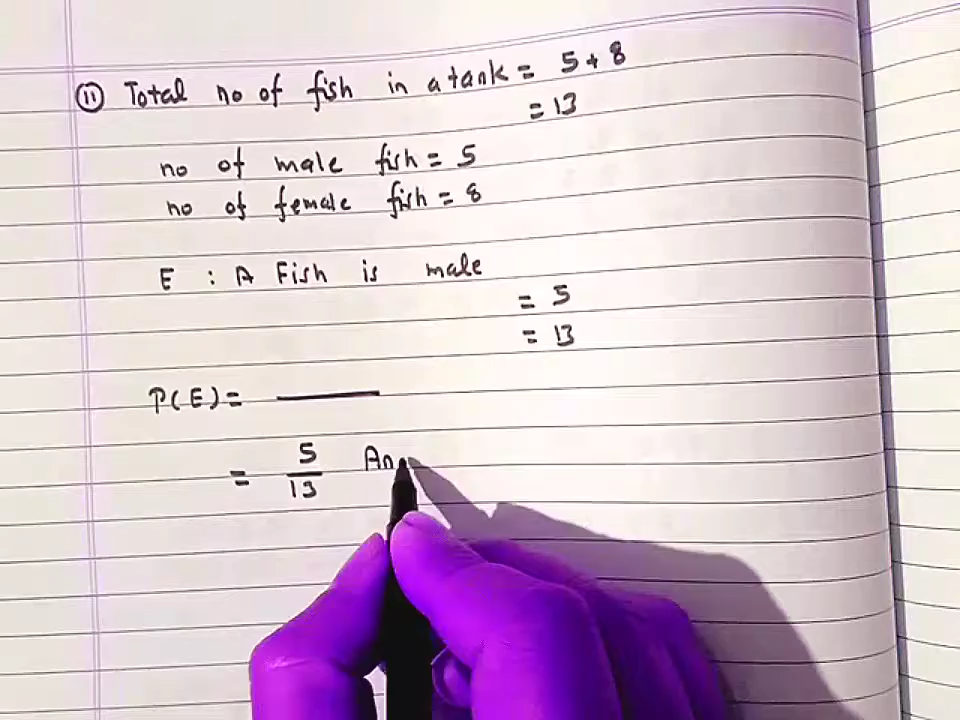 (11) Total no of fish in a tank = 5 + 8
= 13
no of male fish = 5
no of female fish = 8
E : A Fish is male
= 5
= 13
P(E) =
= 5/13 An